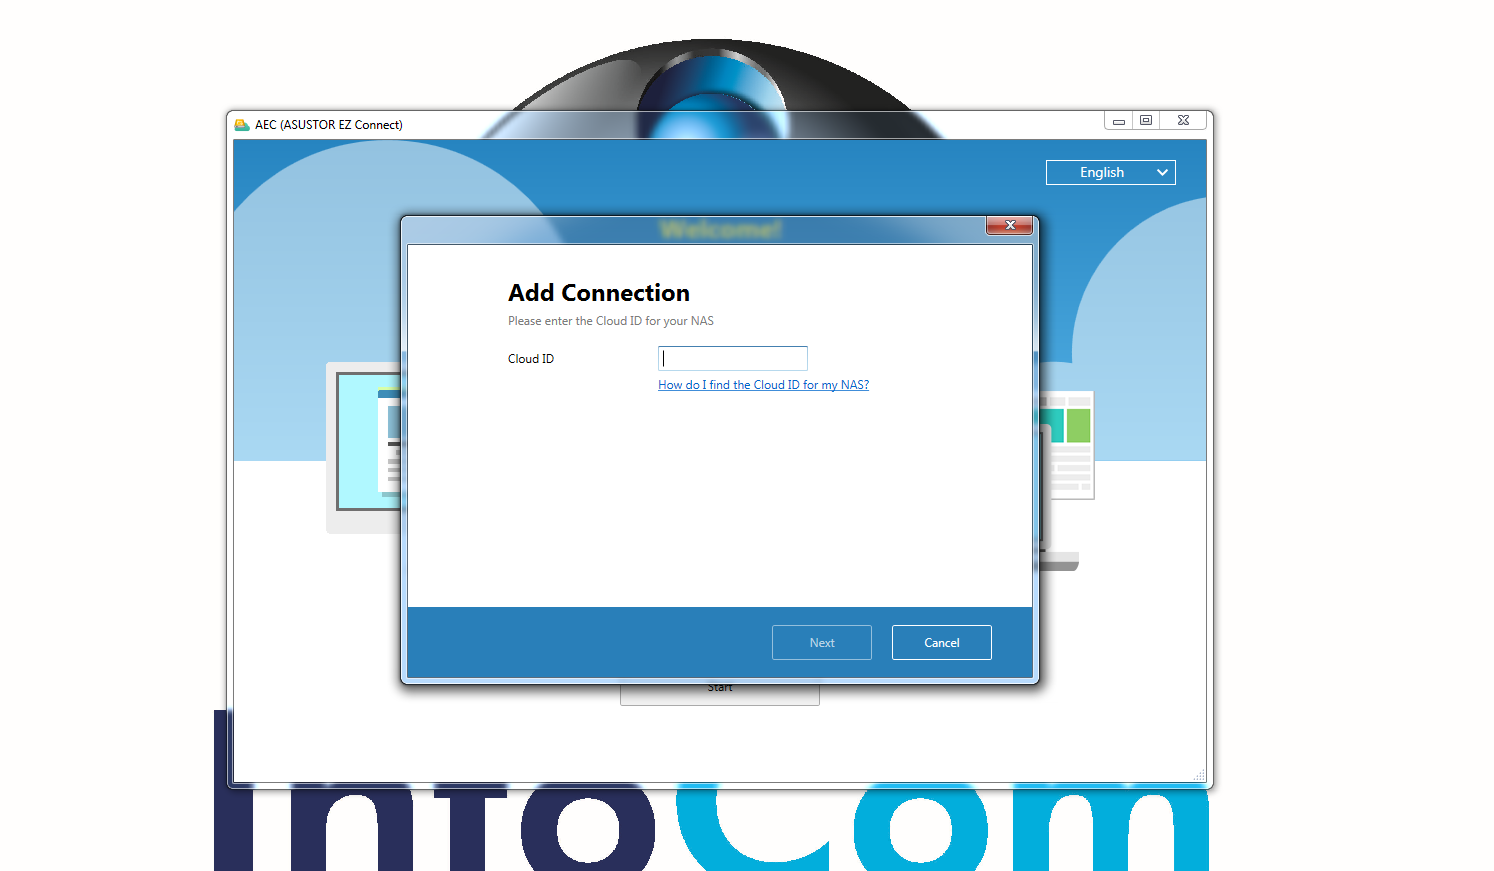 AEC (ASUSTOR EZ Connect)
English
Welcome!
Add Connection
Please enter the Cloud ID for your NAS
Cloud ID
How do I find the Cloud ID for my NAS?
Next
Cancel
Start
InfoCom